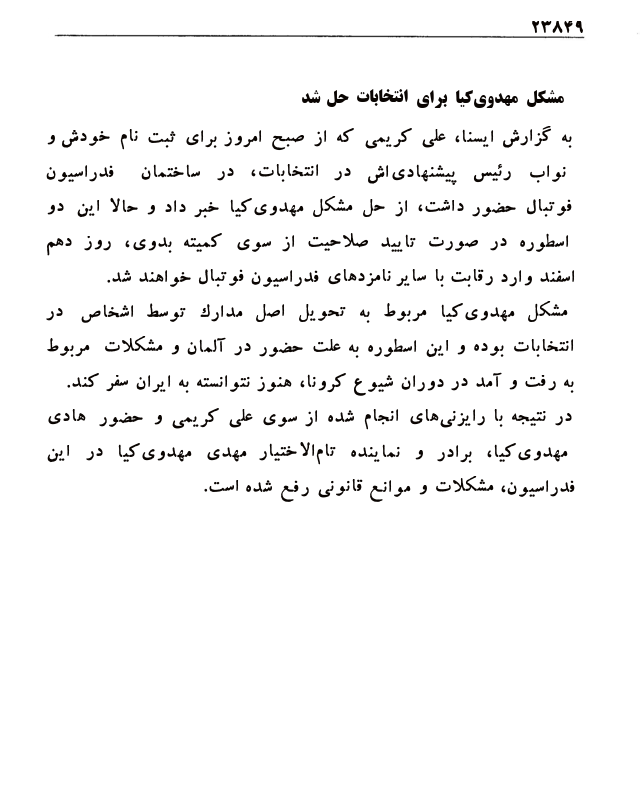 ۲۳۸۴۹
مشکل مهدوی‌کیا برای انتخابات حل شد
به گزارش ایسنا، علی کریمی که از صبح امروز برای ثبت نام خودش و
نواب رئیس پیشنهادی‌اش در انتخابات، در ساختمان فدراسیون
فوتبال حضور داشت، از حل مشکل مهدوی‌کیا خبر داد و حالا این دو
اسطوره در صورت تایید صلاحیت از سوی کمیته بدوی، روز دهم
اسفند وارد رقابت با سایر نامزدهای فدراسیون فوتبال خواهند شد.
مشکل مهدوی‌کیا مربوط به تحویل اصل مدارك توسط اشخاص در
انتخابات بوده و این اسطوره به علت حضور در آلمان و مشکلات مربوط
به رفت و آمد در دوران شیوع کرونا، هنوز نتوانسته به ایران سفر کند.
در نتیجه با رایزنی‌های انجام شده از سوی علی کریمی و حضور هادی
مهدوی‌کیا، برادر و نماینده تام‌الاختیار مهدی مهدوی‌کیا در این
فدراسیون، مشکلات و موانع قانونی رفع شده است.